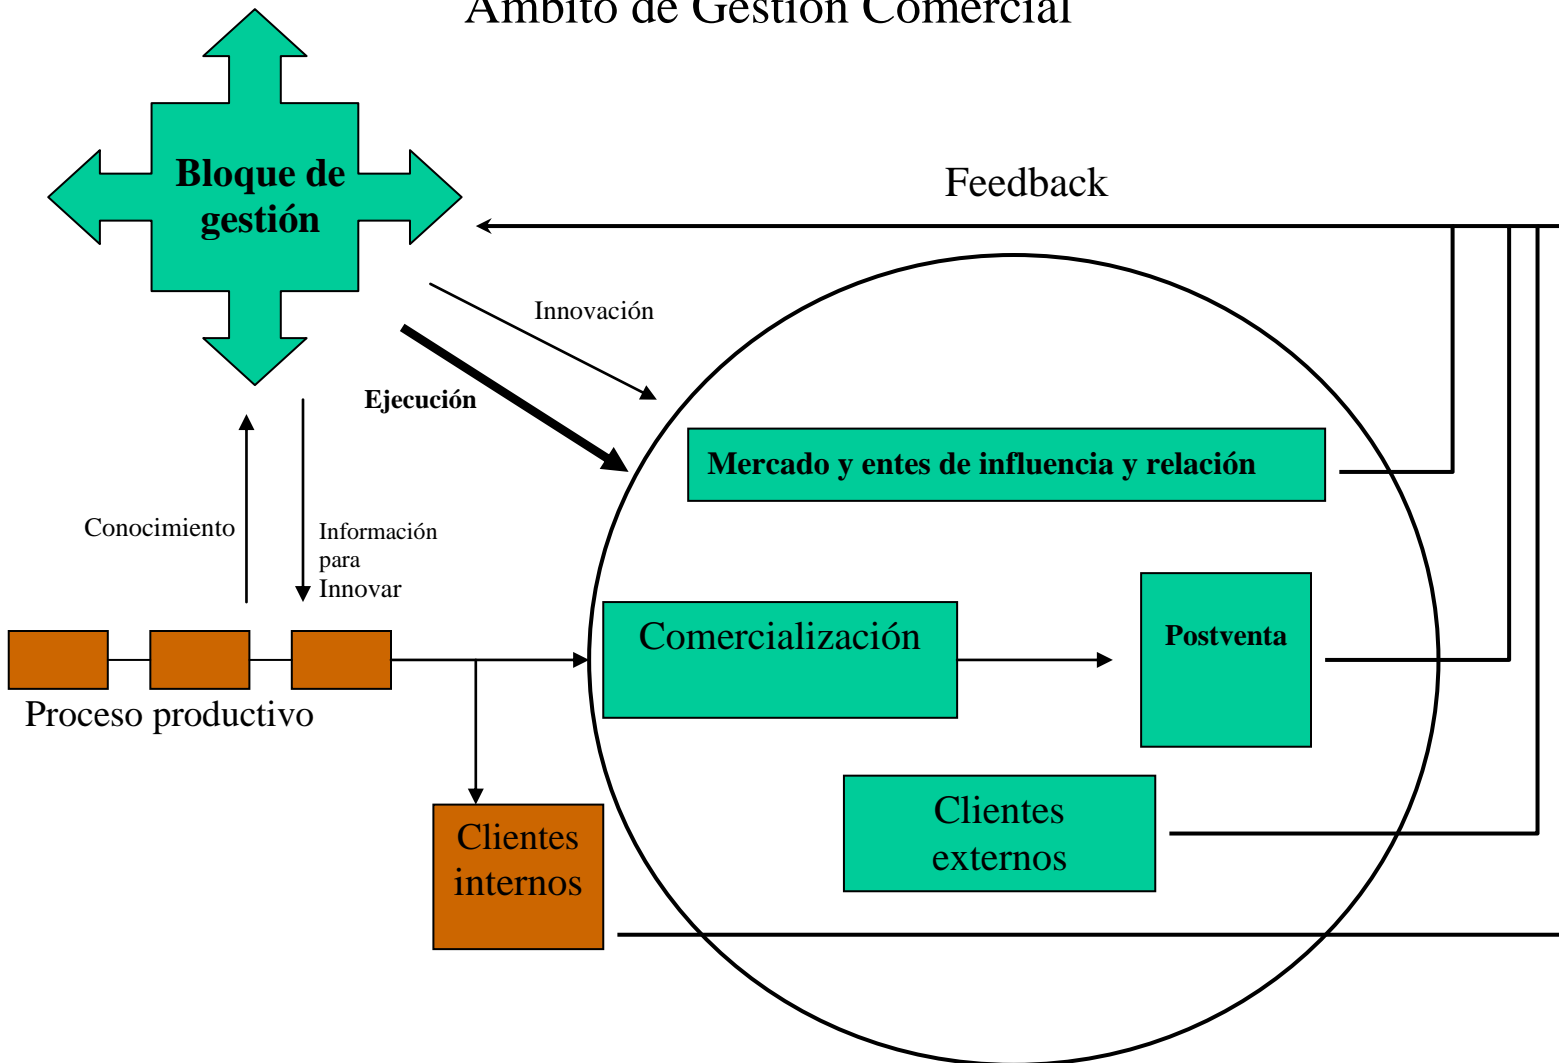 Ámbito de Gestión Comercial
Bloque de
gestión
Feedback
Innovación
Ejecución
Mercado y entes de influencia y relación
Conocimiento
Información
para
Innovar
Comercialización
Postventa
Proceso productivo
Clientes
internos
Clientes
externos